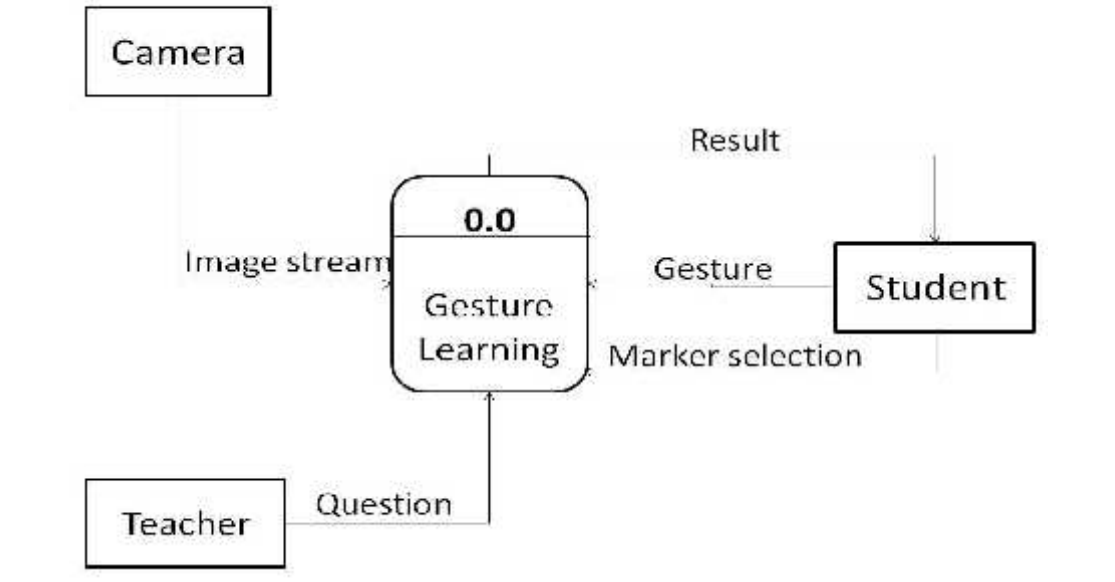 Camera
Result
0.0
Image stream
Gesture
Student
Gesture
Learning
Marker selection
Question
Teacher